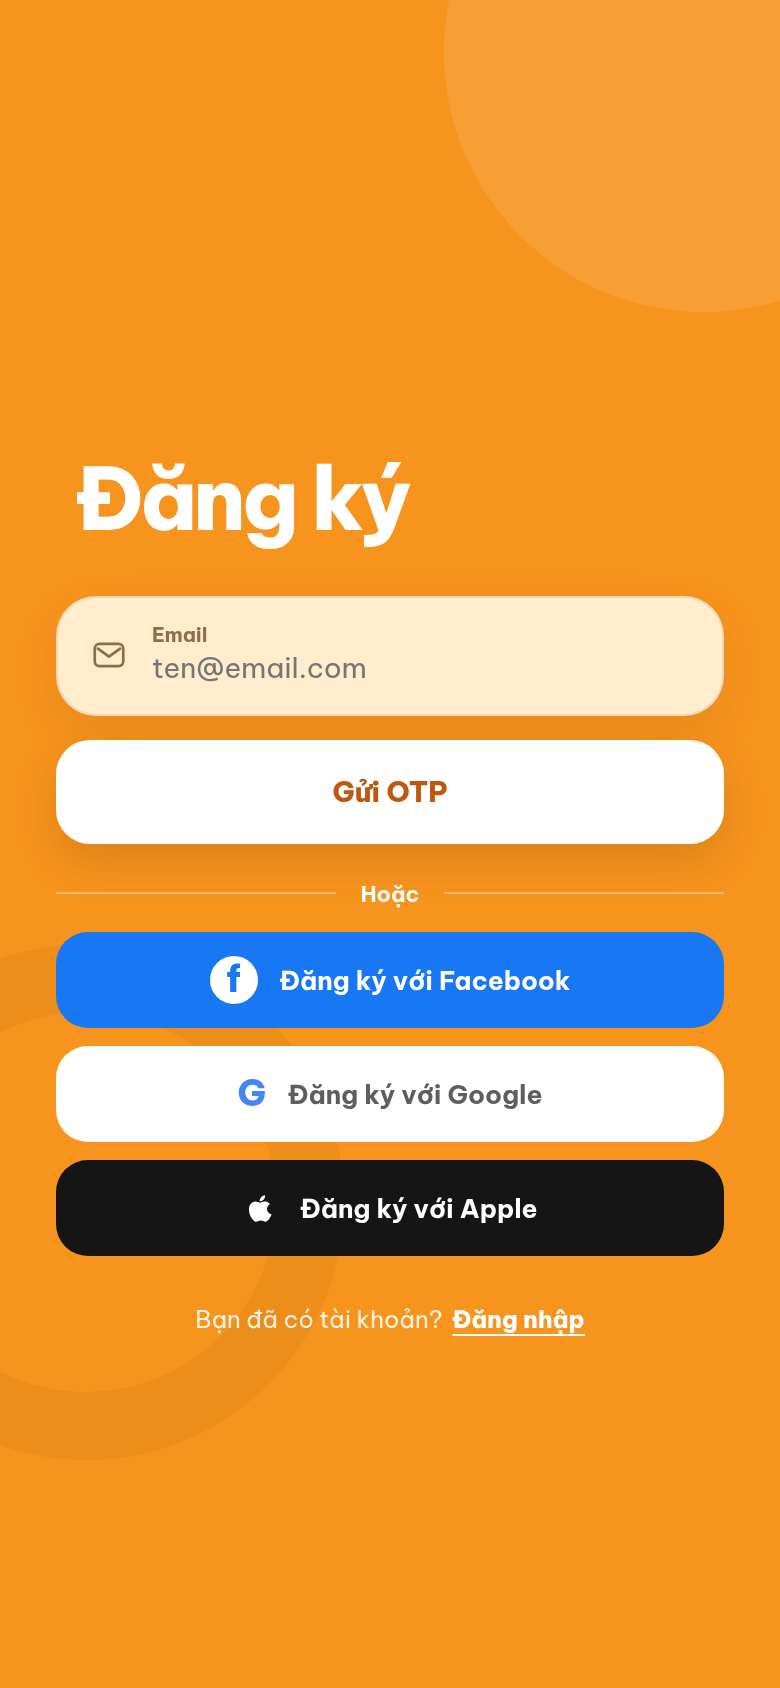 Đăng ký
Email
ten@email.com
Gửi OTP
Hoặc
f Đăng ký với Facebook
G Đăng ký với Google
Đăng ký với Apple
Bạn đã có tài khoản? Đăng nhập